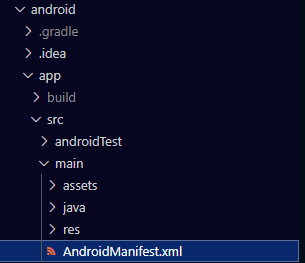 android
.gradle
.idea
app
build
src
androidTest
main
assets
java
res
AndroidManifest.xml